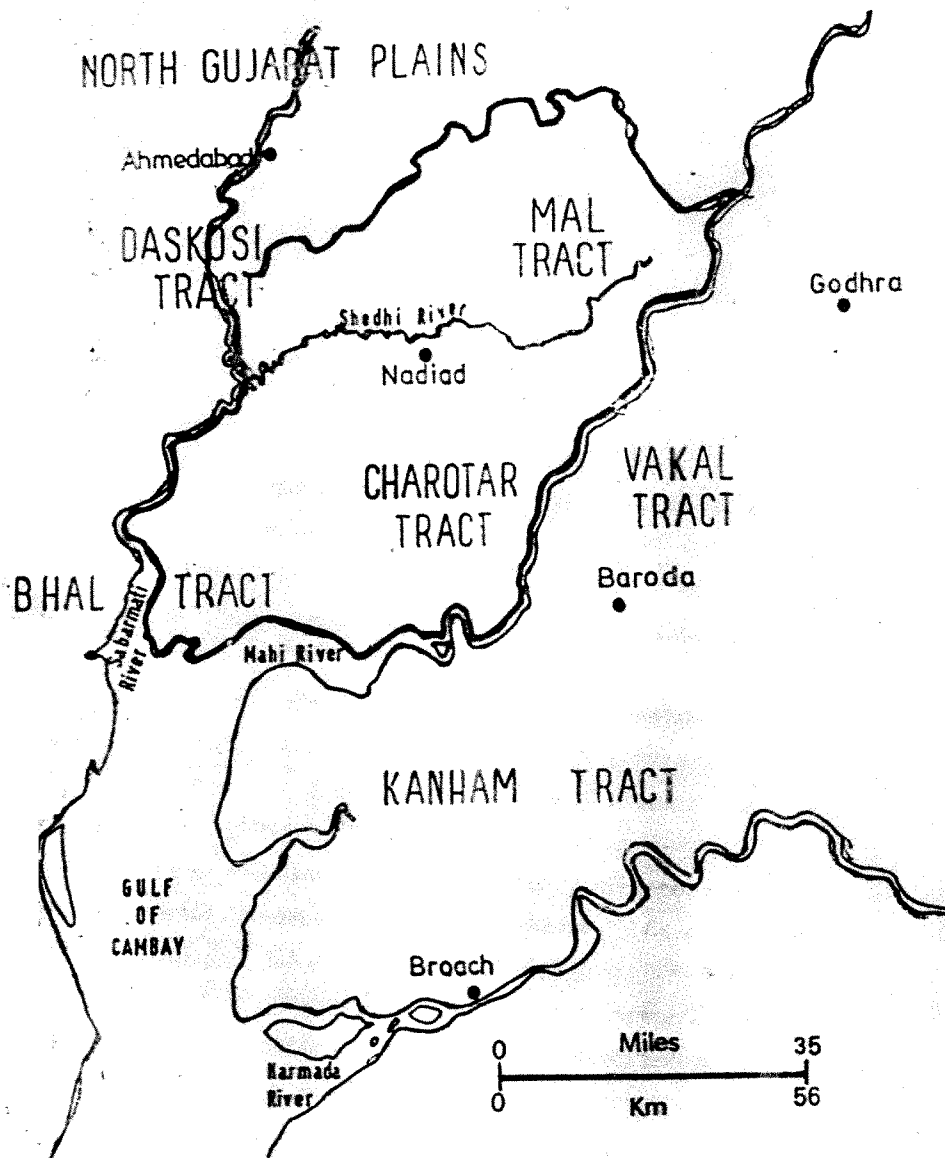 NORTH GUJARAT PLAINS
Ahmedabad
DASKOSI
TRACT
MAL
TRACT
Godhra
Shedhi River
Nadiad
CHAROTAR
TRACT
VAKAL
TRACT
Baroda
BHAL TRACT
Sabarmati
River
Mahi River
KANHAM TRACT
GULF
OF
CAMBAY
Broach
Narmada
River
0 Miles 35
0 Km 56